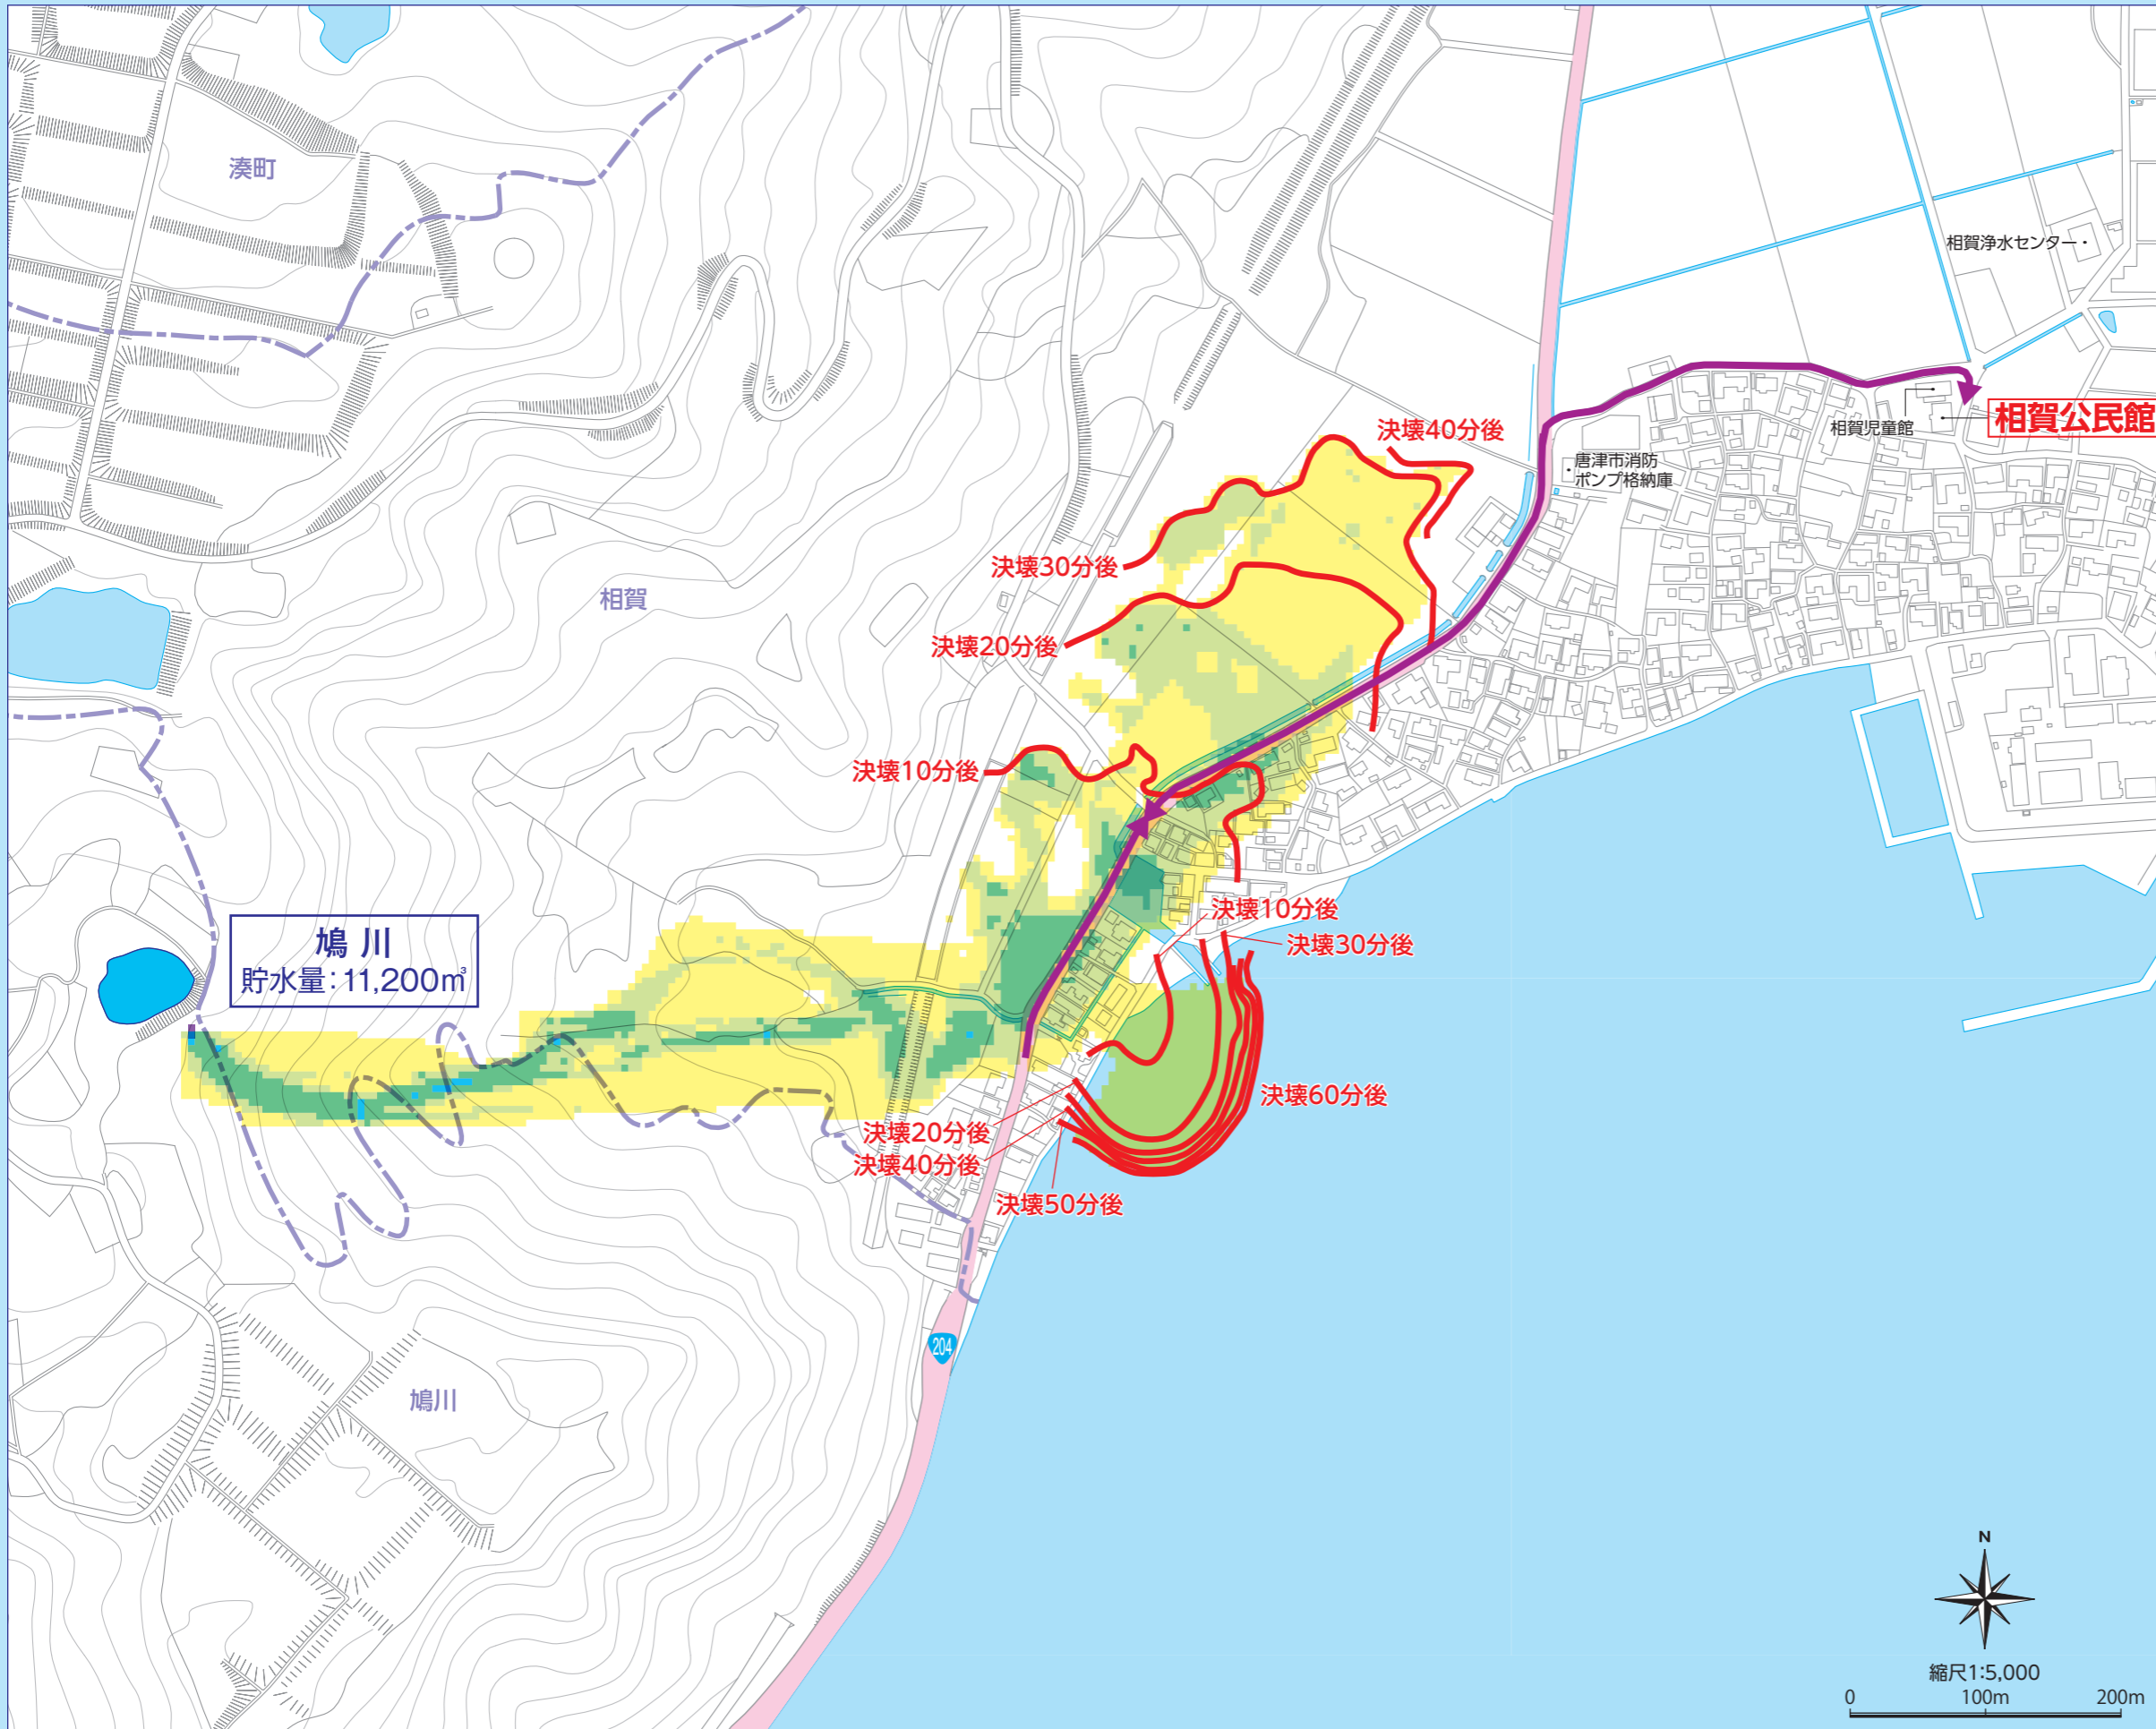 湊町
相賀浄水センター・
決壊40分後
相賀児童館
相賀公民館
・唐津市消防
ポンプ格納庫
決壊30分後
相賀
決壊20分後
決壊10分後
決壊10分後
鳩川
貯水量:11,200㎥
決壊30分後
決壊60分後
決壊20分後
決壊40分後
決壊50分後
204
鳩川
N
縮尺1:5,000
0 100m 200m